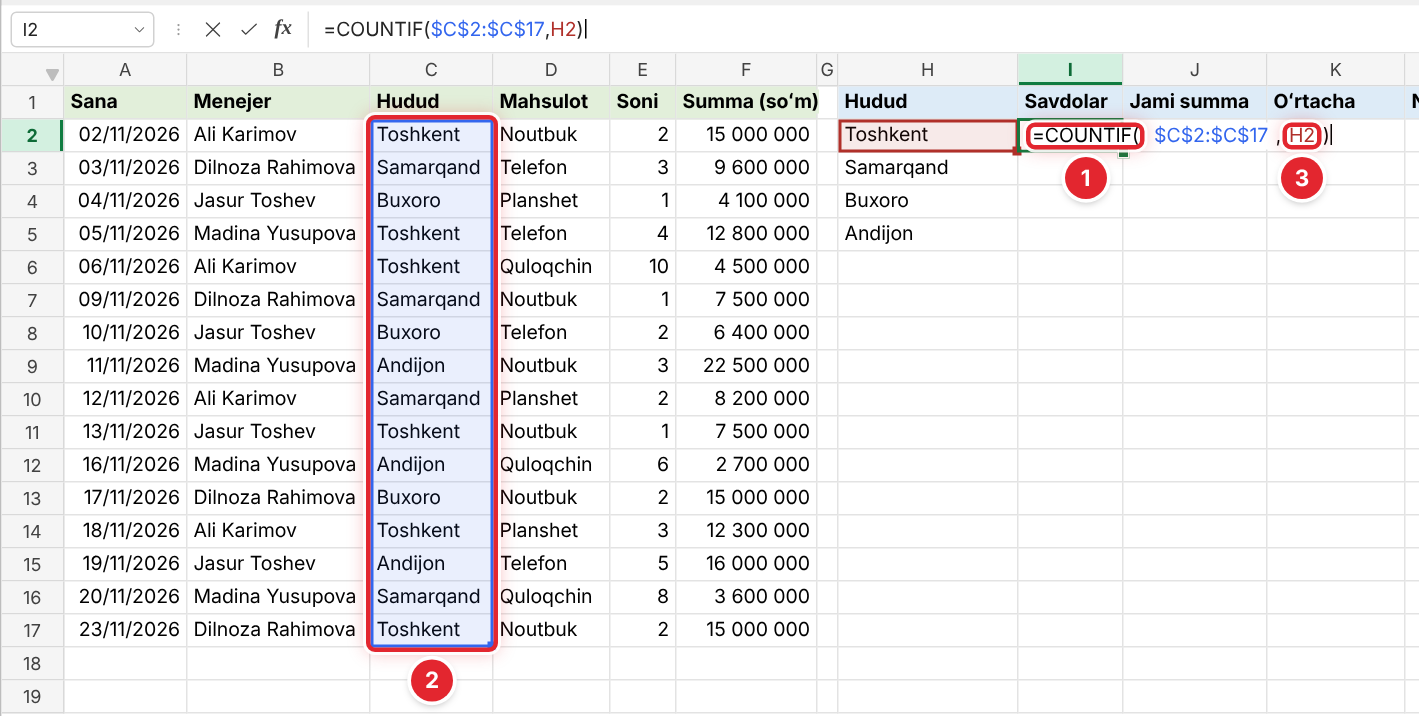 I2 fx =COUNTIF($C$2:$C$17,H2)
A B C D E F G H I J K
1 Sana Menejer Hudud Mahsulot Soni Summa (soʻm) Hudud Savdolar Jami summa Oʻrtacha
2 02/11/2026 Ali Karimov Toshkent Noutbuk 2 15 000 000 Toshkent =COUNTIF( $C$2:$C$17 ,H2)
3 03/11/2026 Dilnoza Rahimova Samarqand Telefon 3 9 600 000 Samarqand 1 3
4 04/11/2026 Jasur Toshev Buxoro Planshet 1 4 100 000 Buxoro
5 05/11/2026 Madina Yusupova Toshkent Telefon 4 12 800 000 Andijon
6 06/11/2026 Ali Karimov Toshkent Quloqchin 10 4 500 000
7 09/11/2026 Dilnoza Rahimova Samarqand Noutbuk 1 7 500 000
8 10/11/2026 Jasur Toshev Buxoro Telefon 2 6 400 000
9 11/11/2026 Madina Yusupova Andijon Noutbuk 3 22 500 000
10 12/11/2026 Ali Karimov Samarqand Planshet 2 8 200 000
11 13/11/2026 Jasur Toshev Toshkent Noutbuk 1 7 500 000
12 16/11/2026 Madina Yusupova Andijon Quloqchin 6 2 700 000
13 17/11/2026 Dilnoza Rahimova Buxoro Noutbuk 2 15 000 000
14 18/11/2026 Ali Karimov Toshkent Planshet 3 12 300 000
15 19/11/2026 Jasur Toshev Andijon Telefon 5 16 000 000
16 20/11/2026 Madina Yusupova Samarqand Quloqchin 8 3 600 000
17 23/11/2026 Dilnoza Rahimova Toshkent Noutbuk 2 15 000 000
18 2
19